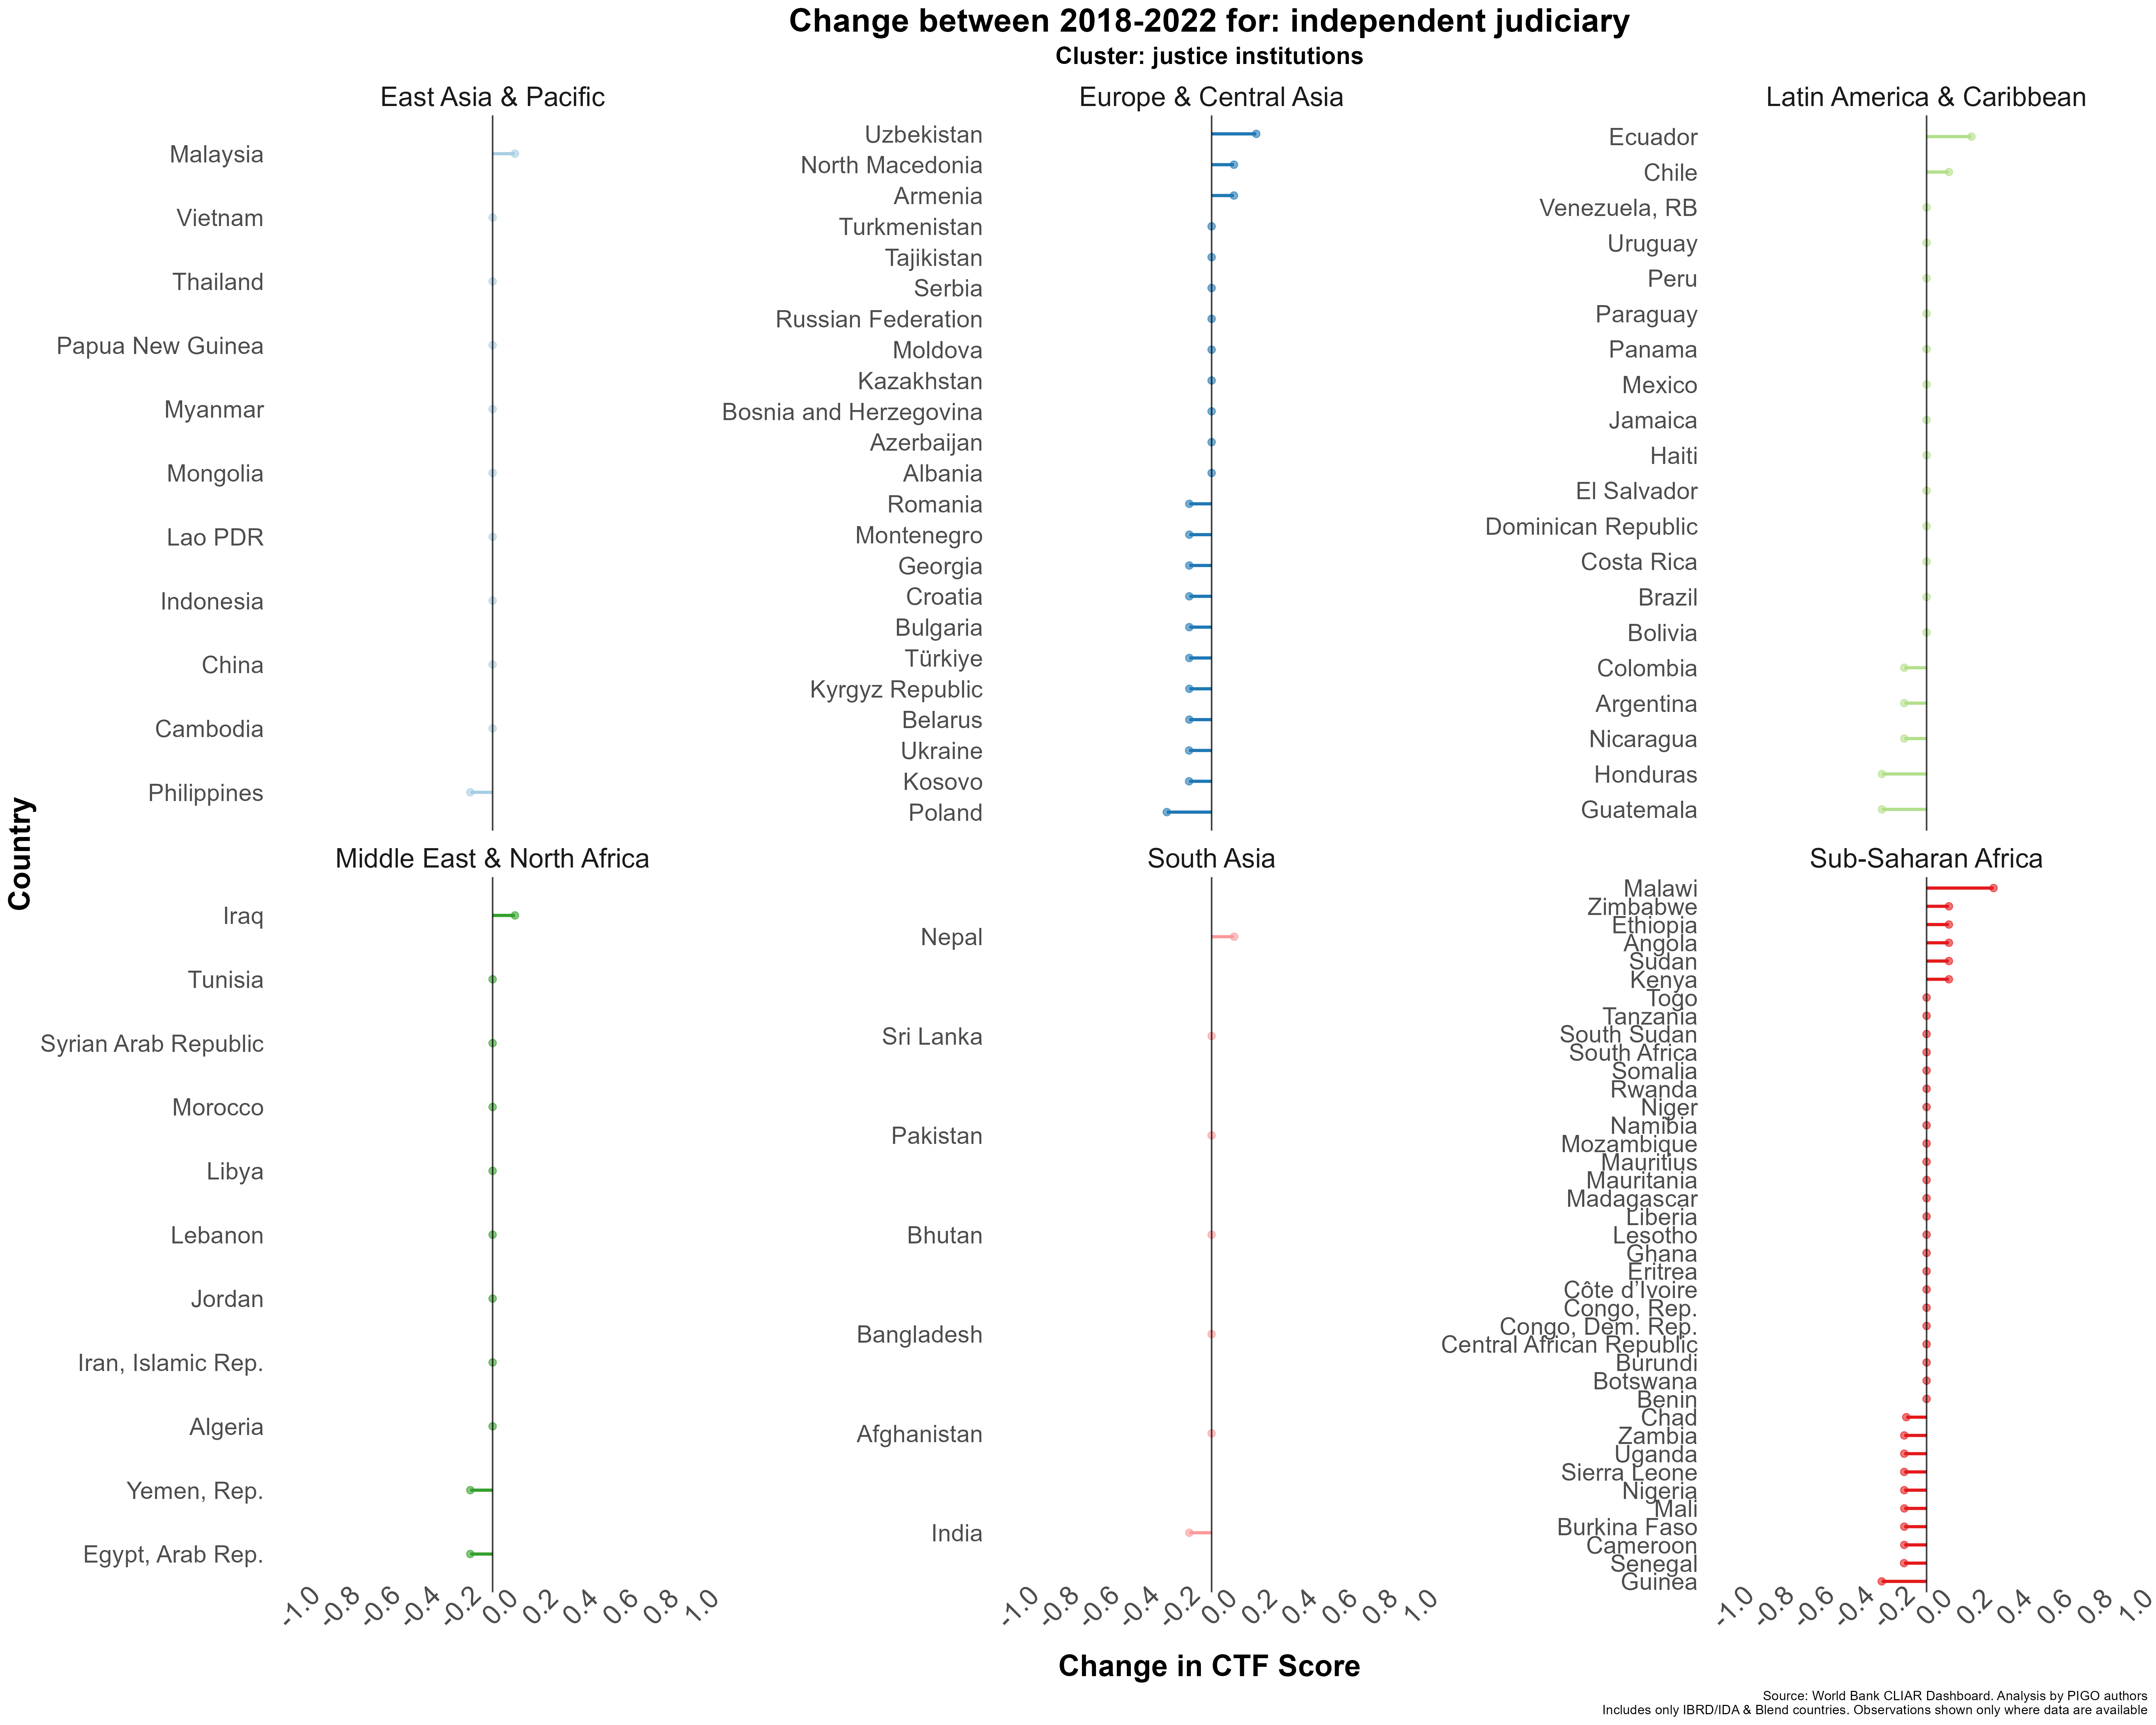 Change between 2018-2022 for: independent judiciary
Cluster: justice institutions
East Asia & Pacific
Malaysia
Vietnam
Thailand
Papua New Guinea
Myanmar
Mongolia
Lao PDR
Indonesia
China
Cambodia
Philippines
Europe & Central Asia
Uzbekistan
North Macedonia
Armenia
Turkmenistan
Tajikistan
Serbia
Russian Federation
Moldova
Kazakhstan
Bosnia and Herzegovina
Azerbaijan
Albania
Romania
Montenegro
Georgia
Croatia
Bulgaria
Türkiye
Kyrgyz Republic
Belarus
Ukraine
Kosovo
Poland
Latin America & Caribbean
Ecuador
Chile
Venezuela, RB
Uruguay
Peru
Paraguay
Panama
Mexico
Jamaica
Haiti
El Salvador
Dominican Republic
Costa Rica
Brazil
Bolivia
Colombia
Argentina
Nicaragua
Honduras
Guatemala
Country
Middle East & North Africa
Iraq
Tunisia
Syrian Arab Republic
Morocco
Libya
Lebanon
Jordan
Iran, Islamic Rep.
Algeria
Yemen, Rep.
Egypt, Arab Rep.
-1.0 -0.8 -0.6 -0.4 -0.2 0.0 0.2 0.4 0.6 0.8 1.0
South Asia
Nepal
Sri Lanka
Pakistan
Bhutan
Bangladesh
Afghanistan
India
-1.0 -0.8 -0.6 -0.4 -0.2 0.0 0.2 0.4 0.6 0.8 1.0
Sub-Saharan Africa
Malawi
Zimbabwe
Ethiopia
Angola
Sudan
Kenya
Togo
Tanzania
South Sudan
South Africa
Somalia
Rwanda
Niger
Namibia
Mozambique
Mauritius
Mauritania
Madagascar
Liberia
Lesotho
Ghana
Eritrea
Côte d’Ivoire
Congo, Rep.
Congo, Dem. Rep.
Central African Republic
Burundi
Botswana
Benin
Chad
Zambia
Uganda
Sierra Leone
Nigeria
Mali
Burkina Faso
Cameroon
Senegal
Guinea
-1.0 -0.8 -0.6 -0.4 -0.2 0.0 0.2 0.4 0.6 0.8 1.0
Change in CTF Score
Source: World Bank CLIAR Dashboard. Analysis by PIGO authors
Includes only IBRD/IDA & Blend countries. Observations shown only where data are available